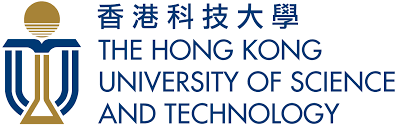 香港科技大學
THE HONG KONG
UNIVERSITY OF SCIENCE
AND TECHNOLOGY